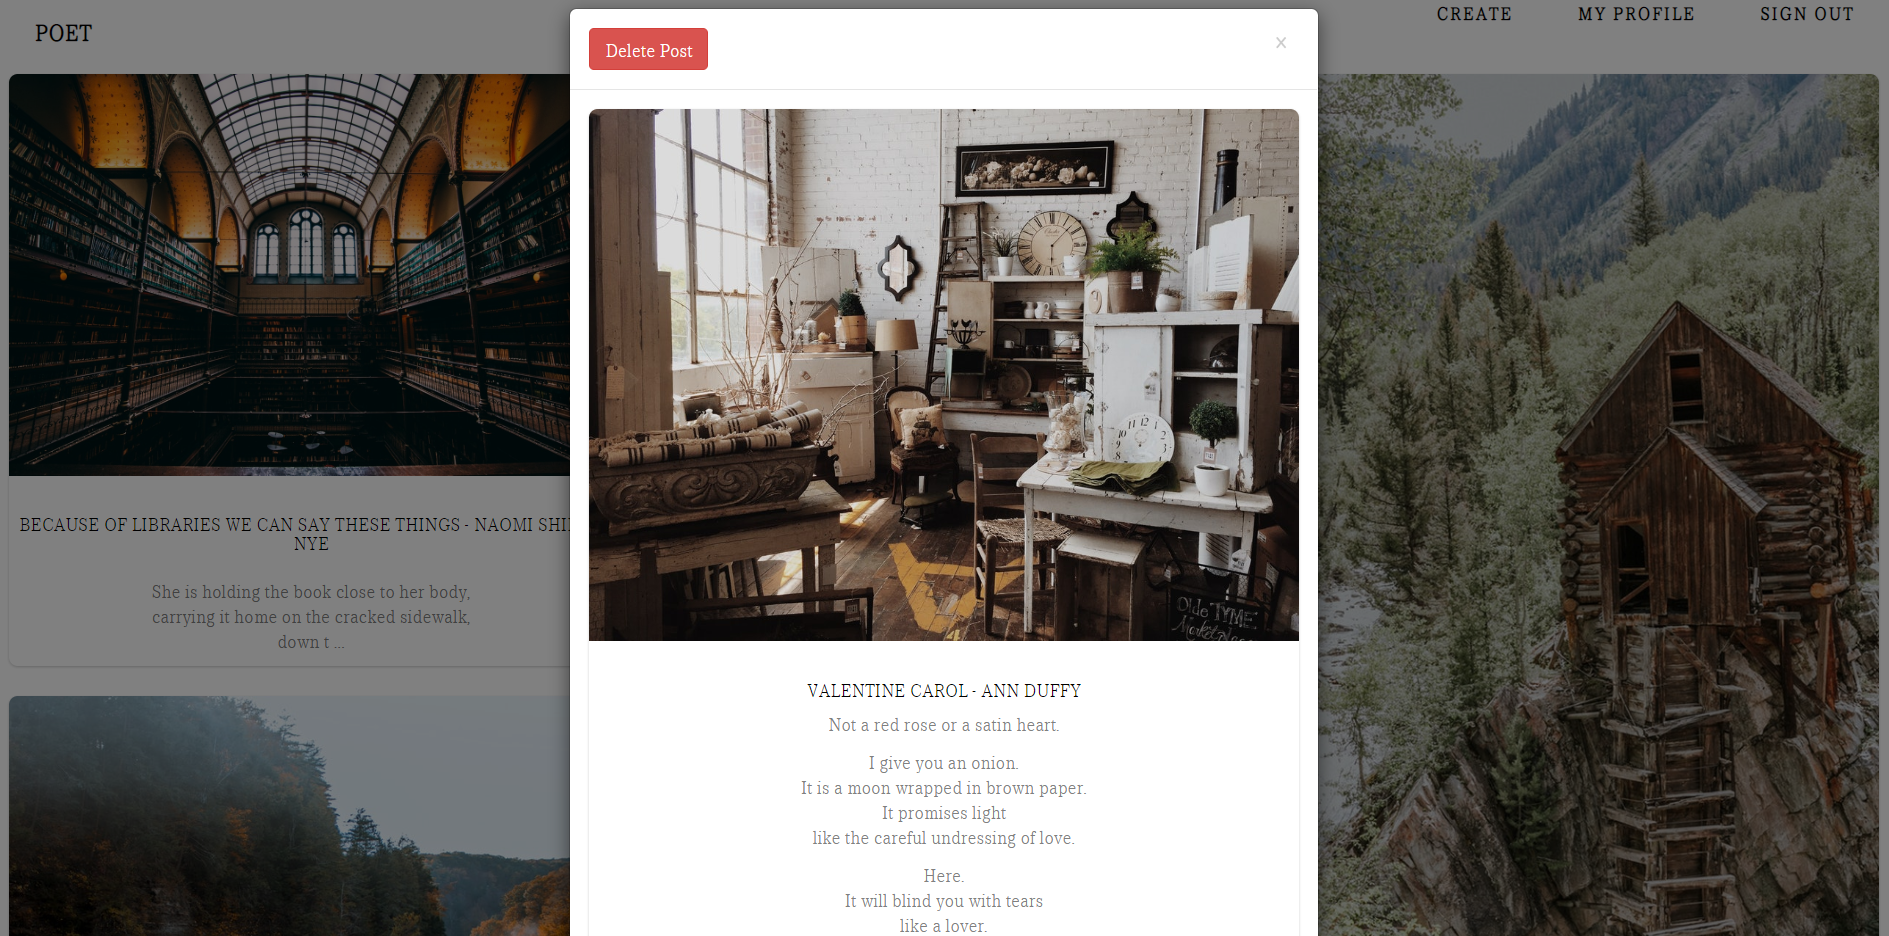 POET
CREATE
MY PROFILE
SIGN OUT
Delete Post
x
BECAUSE OF LIBRARIES WE CAN SAY THESE THINGS - NAOMI
NYE
She is holding the book close to her body,
carrying it home on the cracked sidewalk,
down t ...
Olde TYME
VALENTINE CAROL - ANN DUFFY
Not a red rose or a satin heart.
I give you an onion.
It is a moon wrapped in brown paper.
It promises light
like the careful undressing of love.
Here.
It will blind you with tears
like a lover.